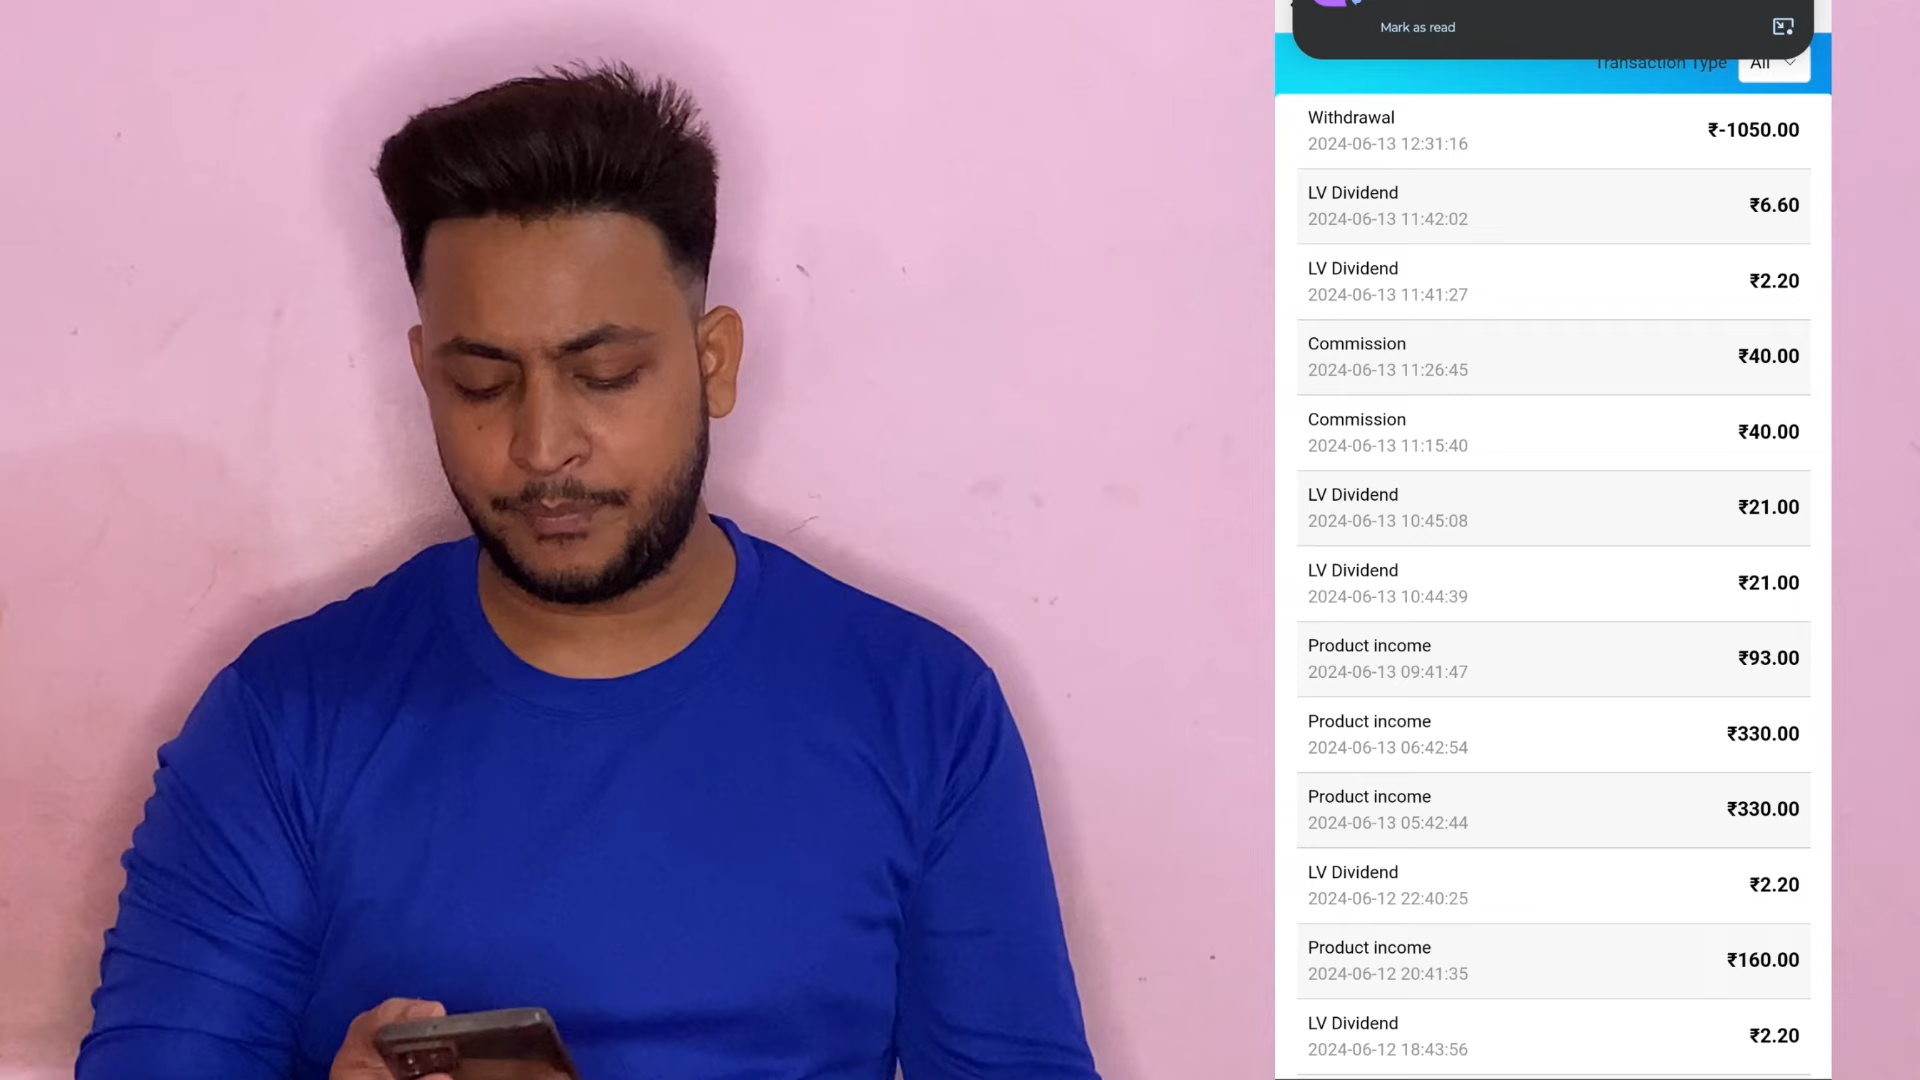 Mark as read
Transaction Type
All
Withdrawal
₹-1050.00
2024-06-13 12:31:16
LV Dividend
₹6.60
2024-06-13 11:42:02
LV Dividend
₹2.20
2024-06-13 11:41:27
Commission
₹40.00
2024-06-13 11:26:45
Commission
₹40.00
2024-06-13 11:15:40
LV Dividend
₹21.00
2024-06-13 10:45:08
LV Dividend
₹21.00
2024-06-13 10:44:39
Product income
₹93.00
2024-06-13 09:41:47
Product income
₹330.00
2024-06-13 06:42:54
Product income
₹330.00
2024-06-13 05:42:44
LV Dividend
₹2.20
2024-06-12 22:40:25
Product income
₹160.00
2024-06-12 20:41:35
LV Dividend
₹2.20
2024-06-12 18:43:56